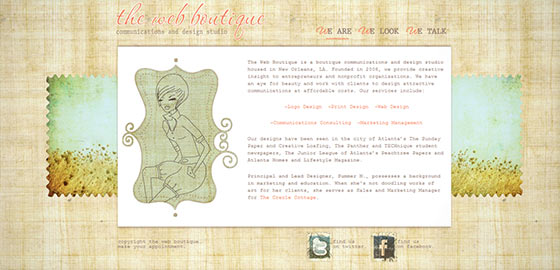 the web boutique
communications and design studio
WE ARE WE LOOK WE TALK
The Web Boutique is a boutique communications and design studio
housed in New Orleans, LA. Founded in 2008, we provide creative
insight to entrepreneurs and nonprofit organizations. We have
an eye for beauty and work with clients to design attractive
communications at affordable costs. Our services include:
+Logo Design +Print Design +Web Design
+Communications Consulting +Marketing Management
Our designs have been seen in the city of Atlanta's The Sunday
Paper and Creative Loafing, The Panther and TECHnique student
newspapers, The Junior League of Atlanta's Peachtree Papers and
Atlanta Homes and Lifestyle Magazine.
Principal and Lead Designer, Summer M., possesses a background
in marketing and education. When she's not doodling works of
art for her clients, she serves as Sales and Marketing Manager
for The Creole Cottage.
copyright the web boutique.
make your appointment.
find us
on twitter.
find us
on facebook.